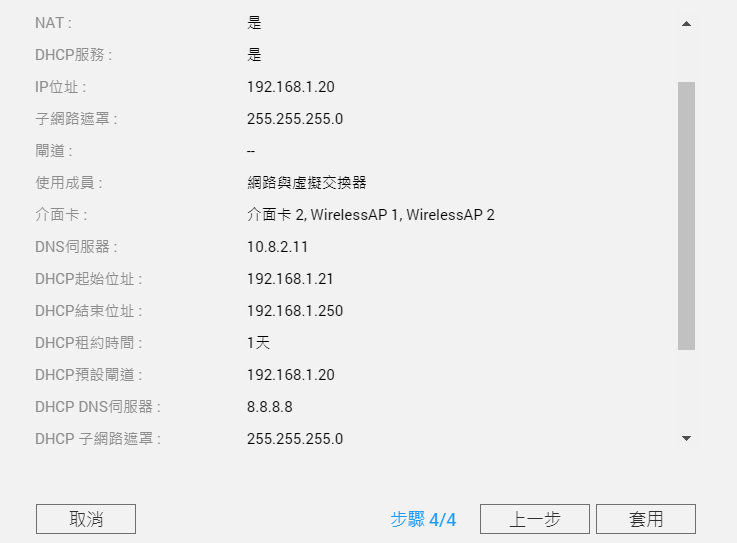 NAT : 是
DHCP服務 : 是
IP位址 : 192.168.1.20
子網路遮罩 : 255.255.255.0
閘道 : --
使用成員 : 網路與虛擬交換器
介面卡 : 介面卡 2, WirelessAP 1, WirelessAP 2
DNS伺服器 : 10.8.2.11
DHCP起始位址 : 192.168.1.21
DHCP結束位址 : 192.168.1.250
DHCP租約時間 : 1天
DHCP預設閘道 : 192.168.1.20
DHCP DNS伺服器 : 8.8.8.8
DHCP 子網路遮罩 : 255.255.255.0
取消 步驟 4/4 上一步 套用